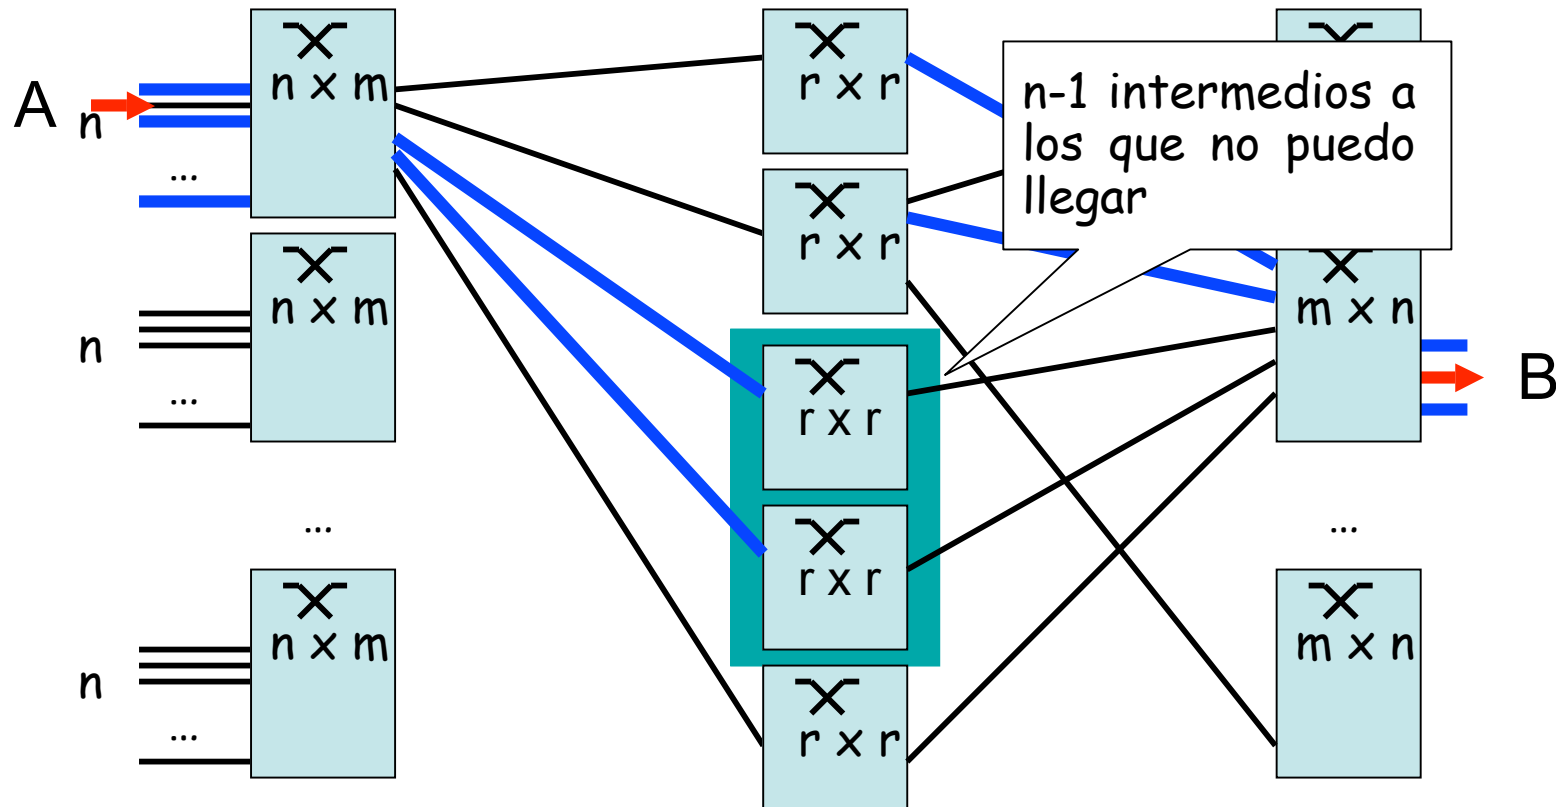 A
n
n x m
...
n
n x m
...
...
n
n x m
...
r x r
r x r
r x r
r x r
r x r
n-1 intermedios a
los que no puedo
llegar
m x n
B
...
m x n